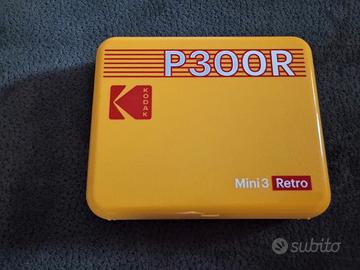 P300R
KODAK
Mini 3 Retro
subito